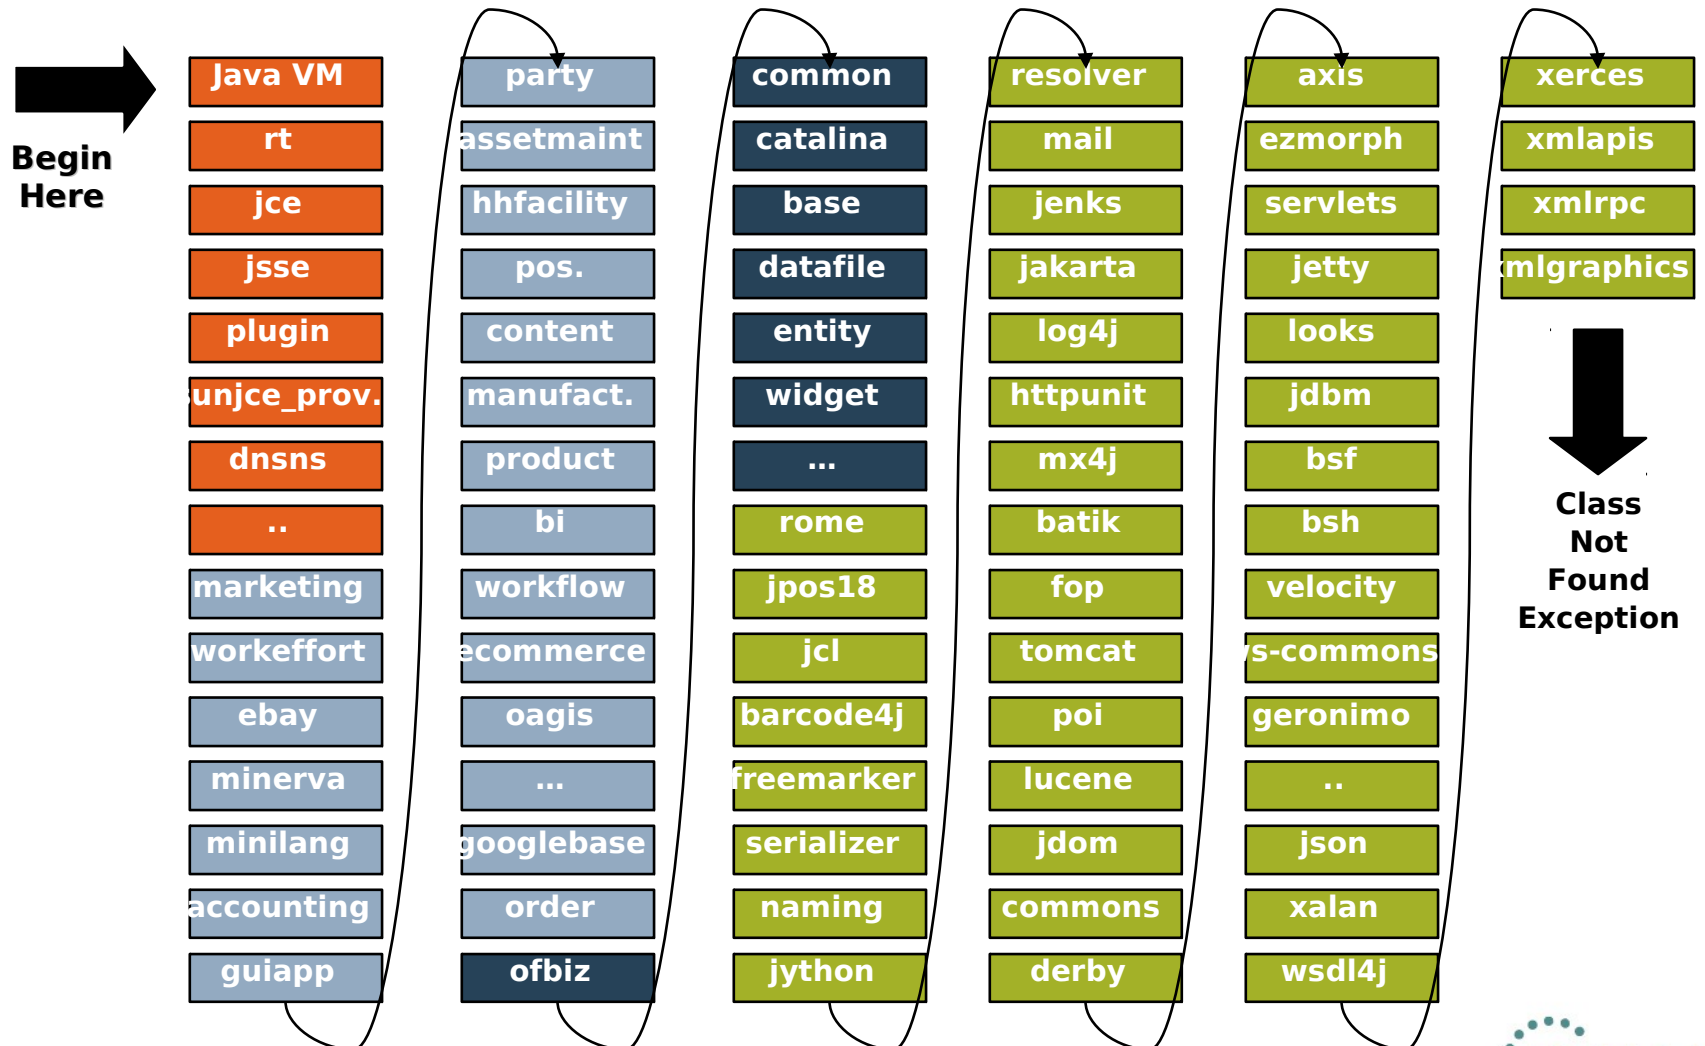 Begin
Here
Java VM
rt
jce
jsse
plugin
sunjce_prov.
dnsns
..
marketing
workeffort
ebay
minerva
minilang
accounting
guiapp
party
assetmaint
hhfacility
pos.
content
manufact.
product
bi
workflow
ecommerce
oagis
...
googlebase
order
ofbiz
common
catalina
base
datafile
entity
widget
...
rome
jpos18
jcl
barcode4j
freemarker
serializer
naming
jython
resolver
mail
jenks
jakarta
log4j
httpunit
mx4j
batik
fop
tomcat
poi
lucene
jdom
commons
derby
axis
ezmorph
servlets
jetty
looks
jdbm
bsf
bsh
velocity
ws-commons
geronimo
..
json
xalan
wsdl4j
xerces
xmlapis
xmlrpc
xmlgraphics
Class
Not
Found
Exception